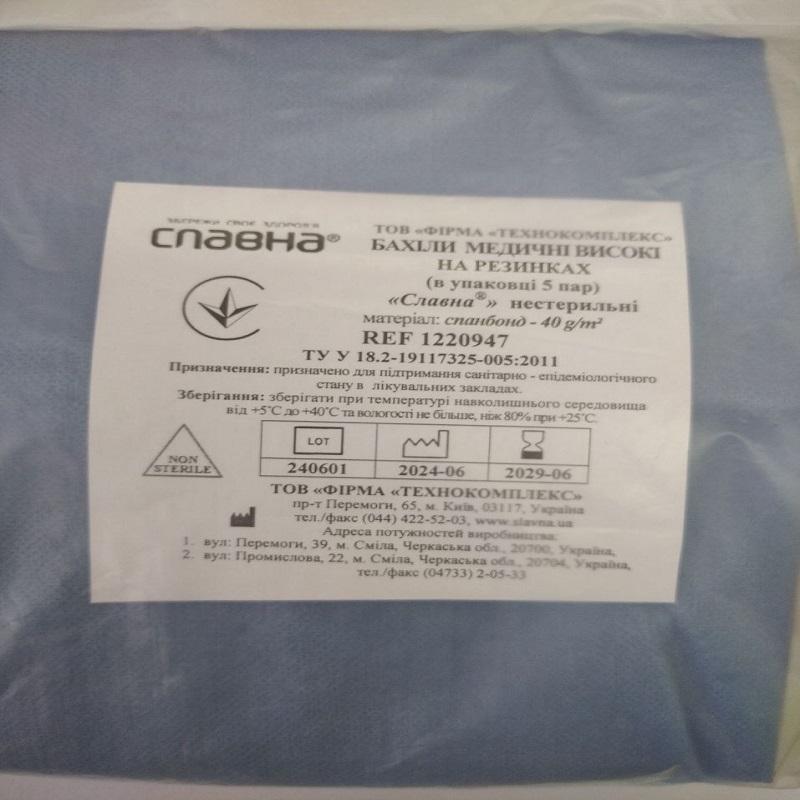 ЗБЕРЕЖИ СВОЄ ЗДОРОВ'Я
СЛАВНА®
ТОВ «ФІРМА «ТЕХНОКОМПЛЕКС»
БАХІЛИ МЕДИЧНІ ВИСОКІ
НА РЕЗИНКАХ
(в упаковці 5 пар)
«Славна®» нестерильні
матеріал: спанбонд - 40 g/m²
REF 1220947
ТУ У 18.2-19117325-005:2011
Призначення: призначено для підтримання санітарно - епідеміологічного
стану в лікувальних закладах.
Зберігання: зберігати при температурі навколишнього середовища
від +5°С до +40°С та вологості не більше, ніж 80% при +25°С.
NON
STERILE
LOT
240601 2024-06 2029-06
ТОВ «ФІРМА «ТЕХНОКОМПЛЕКС»
пр-т Перемоги, 65, м. Київ, 03117, Україна
тел./факс (044) 422-52-03, www.slavna.ua
Адреса потужностей виробництва:
1. вул: Перемоги, 39, м. Сміла, Черкаська обл., 20700, Україна,
2. вул: Промислова, 22, м. Сміла, Черкаська обл., 20704, Україна,
тел./факс (04733) 2-05-33